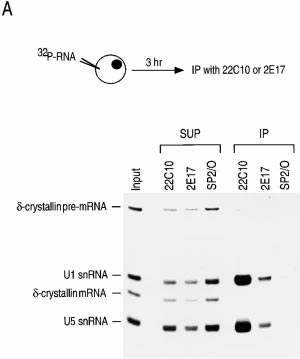 A
32P-RNA
3 hr
IP with 22C10 or 2E17
SUP
IP
Input
22C10
2E17
SP2/O
22C10
2E17
SP2/O
δ-crystallin pre-mRNA
U1 snRNA
δ-crystallin mRNA
U5 snRNA